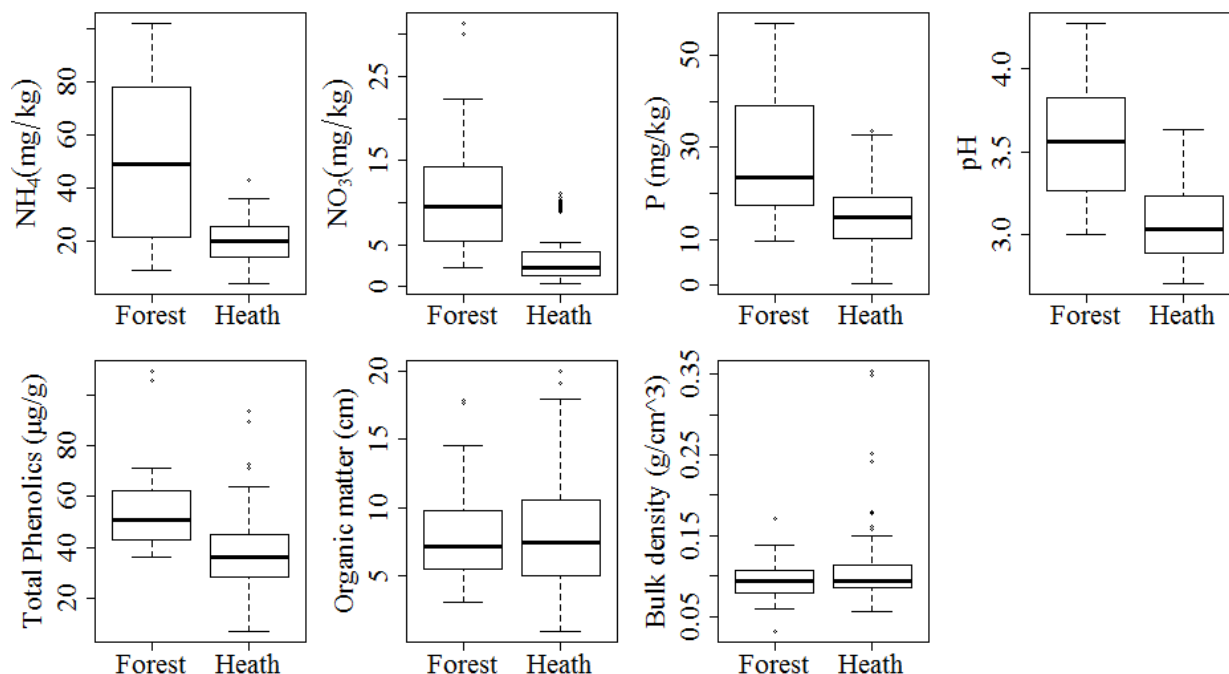 NH₄(mg/kg)
20 40 60 80
Forest Heath
NO₃(mg/kg)
0 5 15 25
Forest Heath
P (mg/kg)
0 10 30 50
Forest Heath
pH
3.0 3.5 4.0
Forest Heath
Total Phenolics (µg/g)
20 40 60 80
Forest Heath
Organic matter (cm)
5 10 15 20
Forest Heath
Bulk density (g/cm^3)
0.05 0.15 0.25 0.35
Forest Heath